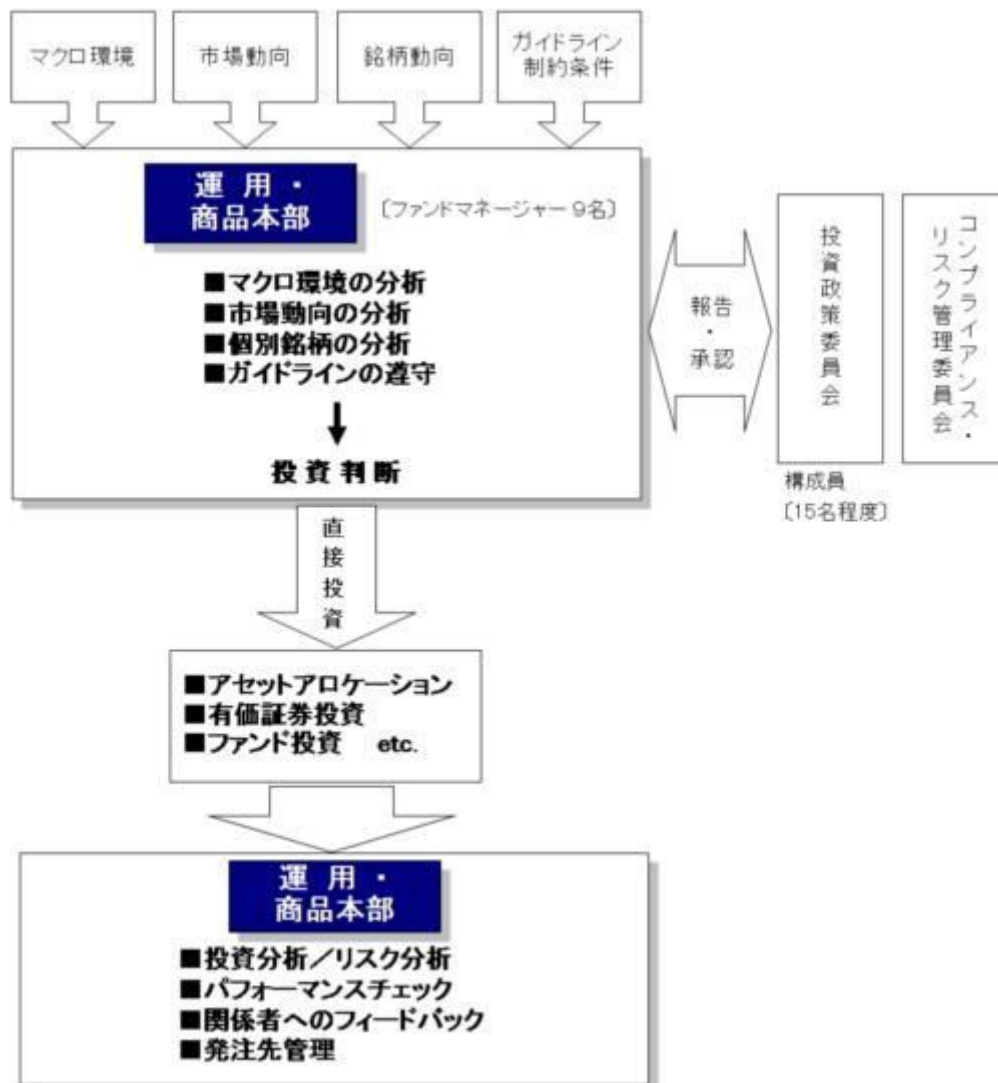 マクロ環境
市場動向
銘柄動向
ガイドライン
制約条件
運用・
商品本部
〔ファンドマネージャー9名〕
■マクロ環境の分析
■市場動向の分析
■個別銘柄の分析
■ガイドラインの遵守
投資判断
報告
・
承認
投資政策委員会
コンプライアンス・
リスク管理委員会
構成員
〔15名程度〕
直接投資
■アセットアロケーション
■有価証券投資
■ファンド投資 etc.
運用・
商品本部
■投資分析／リスク分析
■パフォーマンスチェック
■関係者へのフィードバック
■発注先管理